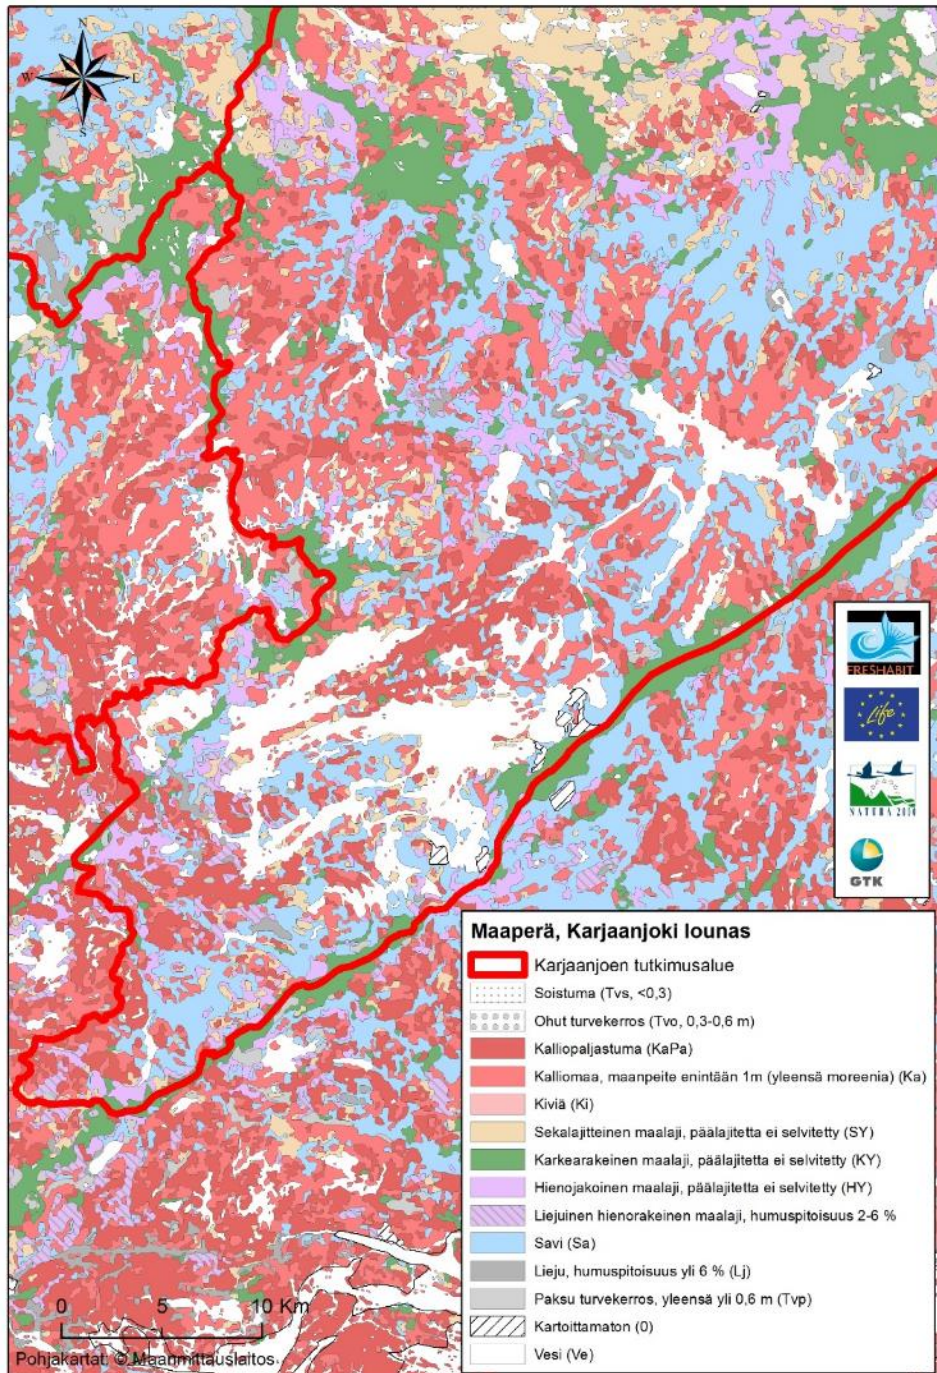 N
W E
S
FRESHABIT
Life
NATURA 2000
GTK
Maaperä, Karjaanjoki lounas
Karjaanjoen tutkimusalue
Soistuma (Tvs, <0,3)
Ohut turvekerros (Tvo, 0,3-0,6 m)
Kalliopaljastuma (KaPa)
Kalliomaa, maanpeite enintään 1m (yleensä moreenia) (Ka)
Kiviä (Ki)
Sekalajitteinen maalaji, päälajitetta ei selvitetty (SY)
Karkearakeinen maalaji, päälajitetta ei selvitetty (KY)
Hienojakoinen maalaji, päälajitetta ei selvitetty (HY)
Liejuinen hienorakeinen maalaji, humuspitoisuus 2-6 %
Savi (Sa)
Lieju, humuspitoisuus yli 6 % (Lj)
Paksu turvekerros, yleensä yli 0,6 m (Tvp)
Kartoittamaton (0)
Vesi (Ve)
0 5 10 Km
Pohjakartat: © Maanmittauslaitos